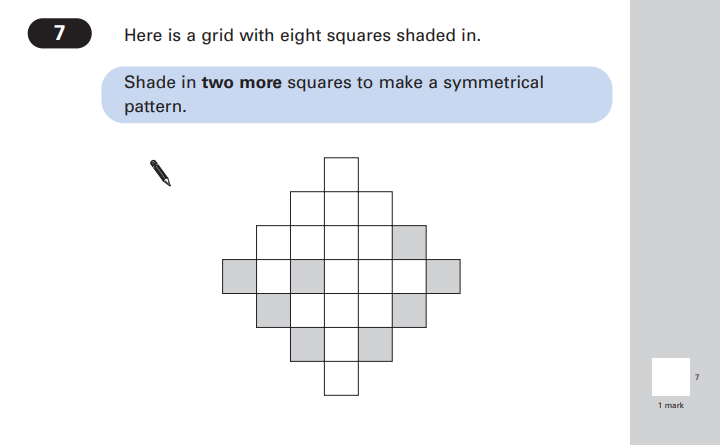 7
Here is a grid with eight squares shaded in.
Shade in two more squares to make a symmetrical
pattern.
7
1 mark